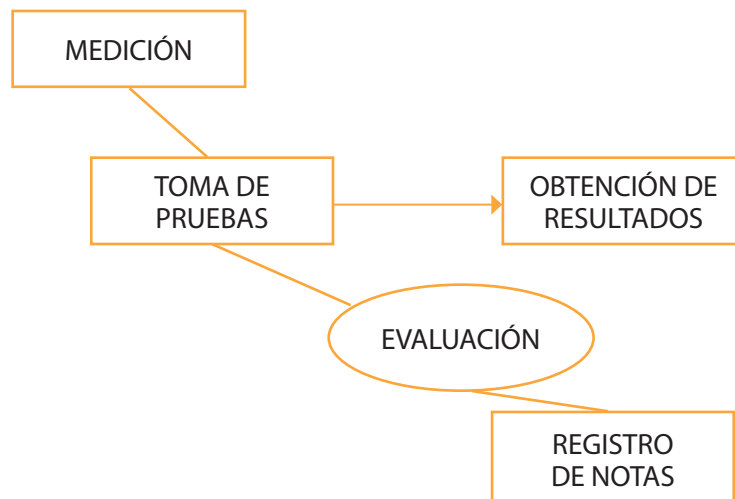 MEDICIÓN
TOMA DE
PRUEBAS
OBTENCIÓN DE
RESULTADOS
EVALUACIÓN
REGISTRO
DE NOTAS